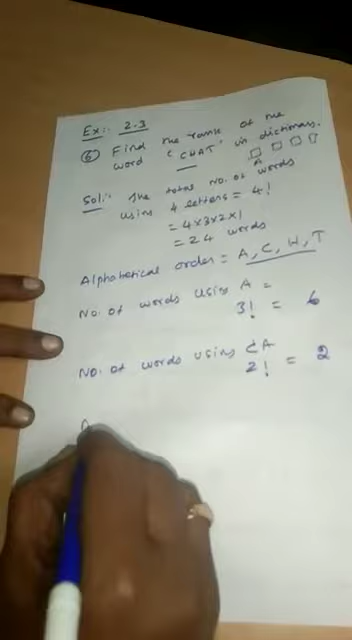 Ex:- 2.3
⑥ Find the rank of the
word "CHAT" in dictionary.
Sol:- The total no. of words
using 4 letters = 4!
= 4×3×2×1
= 24 words
Alphabetical order = A, C, H, T
No. of words using A =
3! = 6
No. of words using CA
2! = 2